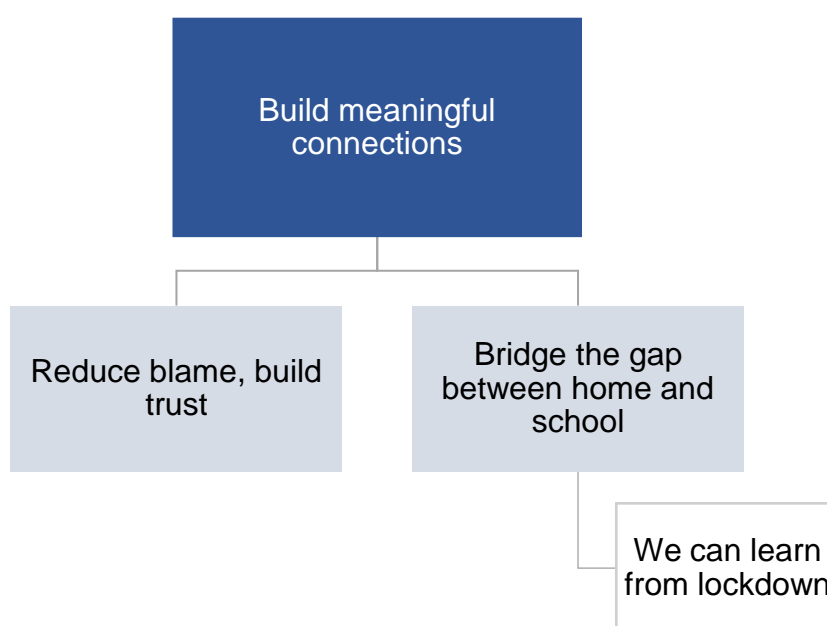 Build meaningful
connections
Reduce blame, build
trust
Bridge the gap
between home and
school
We can learn
from lockdown